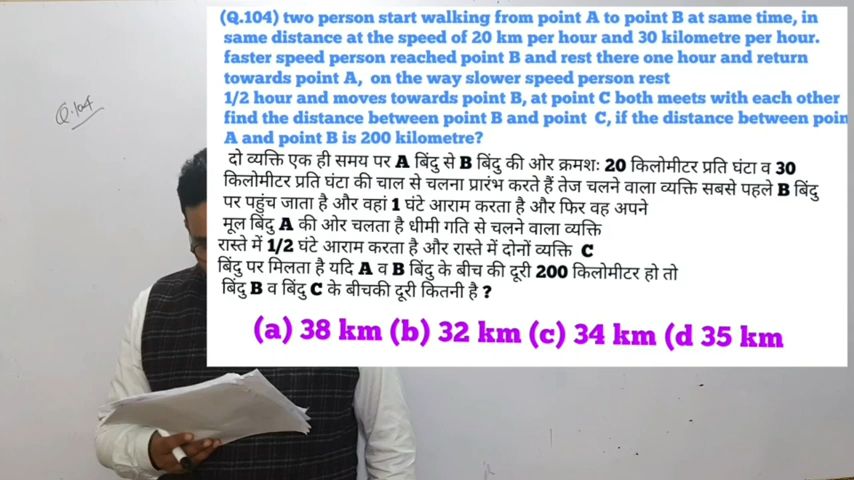 (Q.104) two person start walking from point A to point B at same time, in
same distance at the speed of 20 km per hour and 30 kilometre per hour.
faster speed person reached point B and rest there one hour and return
towards point A, on the way slower speed person rest
1/2 hour and moves towards point B, at point C both meets with each other
find the distance between point B and point C, if the distance between poin
A and point B is 200 kilometre?
दो व्यक्ति एक ही समय पर A बिंदु से B बिंदु की ओर क्रमशः 20 किलोमीटर प्रति घंटा व 30
किलोमीटर प्रति घंटा की चाल से चलना प्रारंभ करते हैं तेज चलने वाला व्यक्ति सबसे पहले B बिंदु
पर पहुंच जाता है और वहां 1 घंटे आराम करता है और फिर वह अपने
मूल बिंदु A की ओर चलता है धीमी गति से चलने वाला व्यक्ति
रास्ते में 1/2 घंटे आराम करता है और रास्ते में दोनों व्यक्ति C
बिंदु पर मिलता है यदि A व B बिंदु के बीच की दूरी 200 किलोमीटर हो तो
बिंदु B व बिंदु C के बीचकी दूरी कितनी है ?
(a) 38 km (b) 32 km (c) 34 km (d 35 km
Q.104